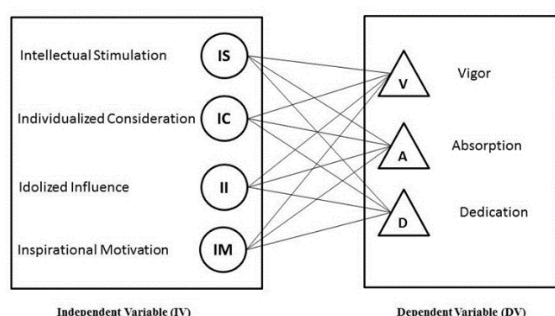 Intellectual Stimulation IS
V Vigor
Individualized Consideration IC
A Absorption
Idolized Influence II
D Dedication
Inspirational Motivation IM
Independent Variable (IV) Dependent Variable (DV)